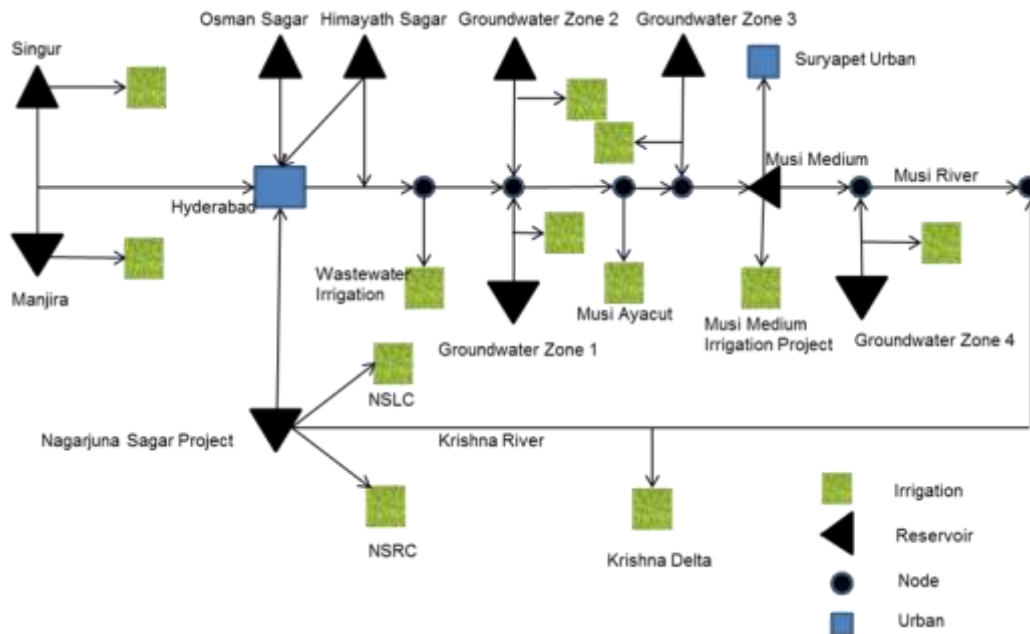 Osman Sagar
Himayath Sagar
Groundwater Zone 2
Groundwater Zone 3
Singur
Suryapet Urban
Musi Medium
Musi River
Hyderabad
Manjira
Wastewater
Irrigation
Musi Ayacut
Musi Medium
Irrigation Project
Groundwater Zone 1
Groundwater Zone 4
NSLC
Nagarjuna Sagar Project
Krishna River
NSRC
Krishna Delta
Irrigation
Reservoir
Node
Urban